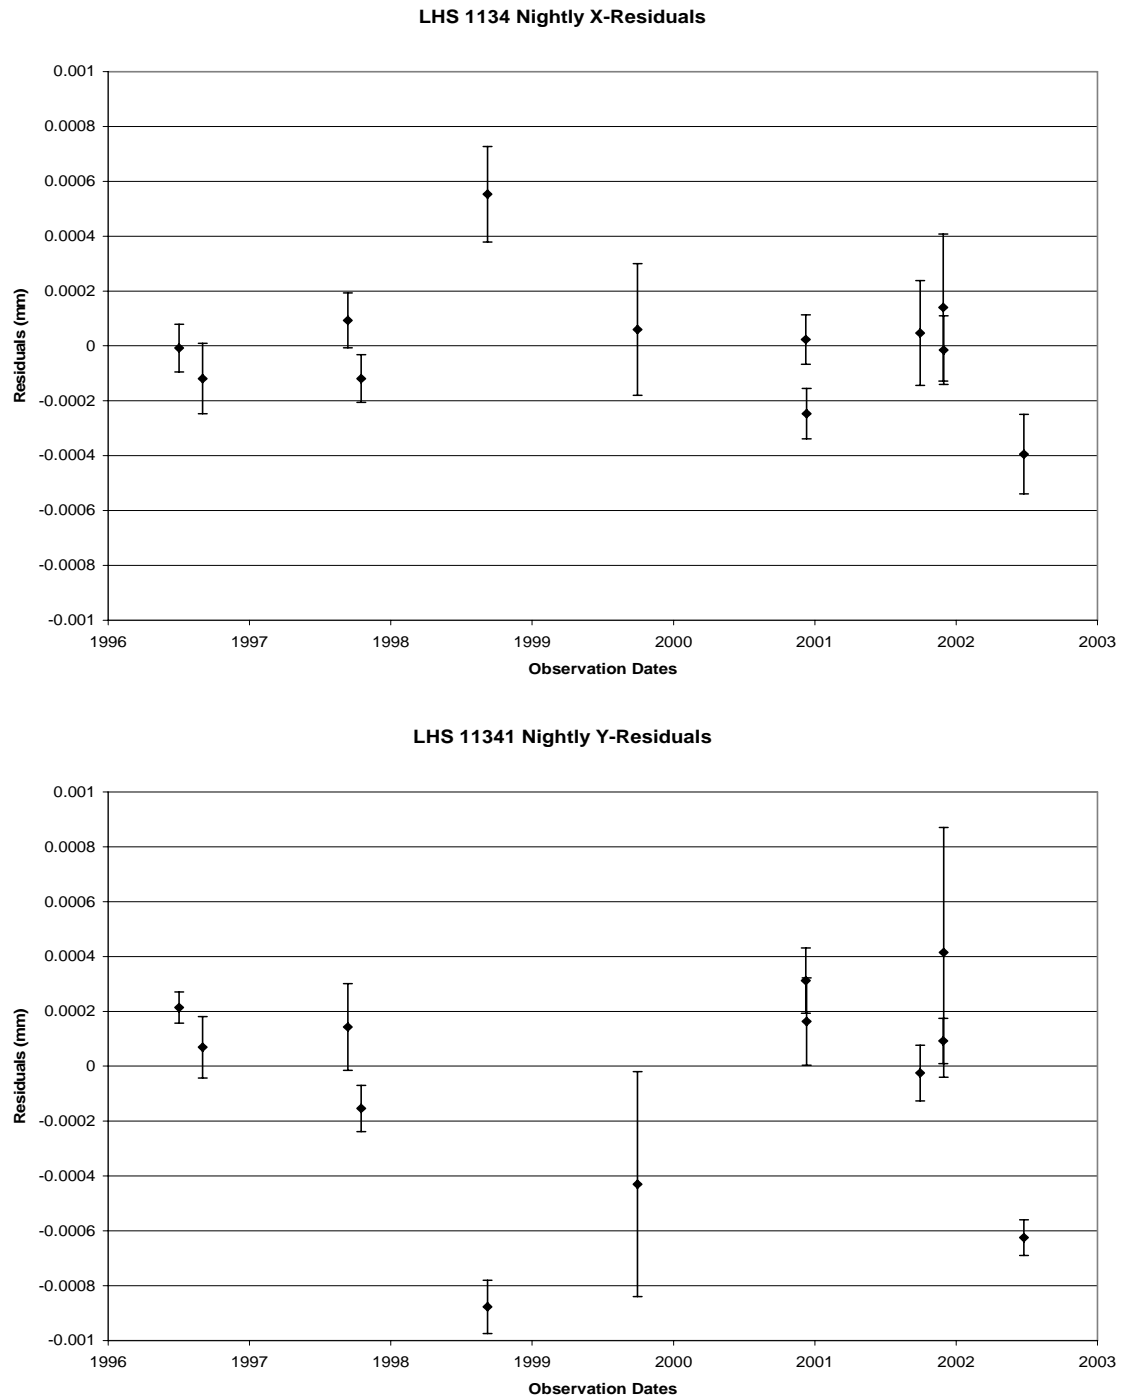 LHS 1134 Nightly X-Residuals
0.001
0.0008
0.0006
0.0004
0.0002
0
-0.0002
-0.0004
-0.0006
-0.0008
-0.001
Residuals (mm)
1996 1997 1998 1999 2000 2001 2002 2003
Observation Dates
LHS 11341 Nightly Y-Residuals
0.001
0.0008
0.0006
0.0004
0.0002
0
-0.0002
-0.0004
-0.0006
-0.0008
-0.001
Residuals (mm)
1996 1997 1998 1999 2000 2001 2002 2003
Observation Dates